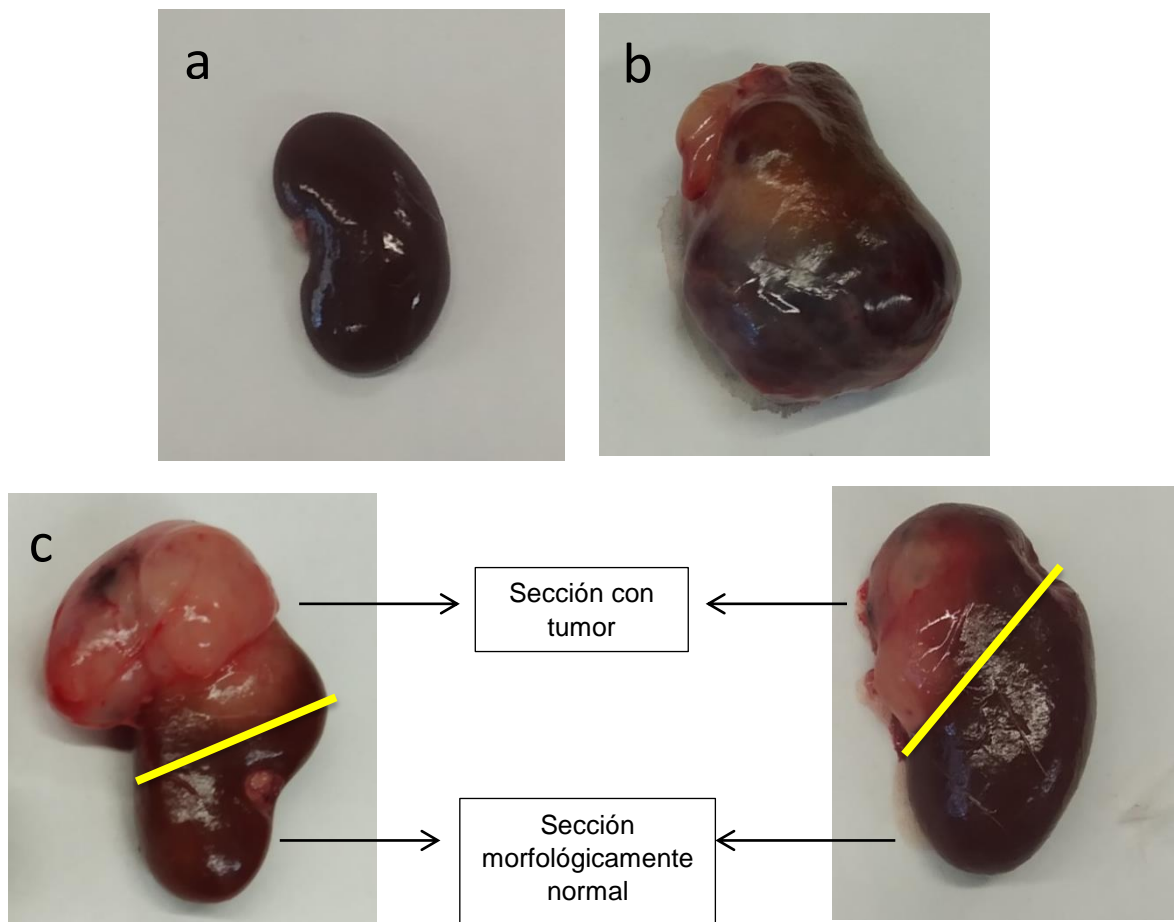 a
b
c
Sección con
tumor
Sección
morfológicamente
normal